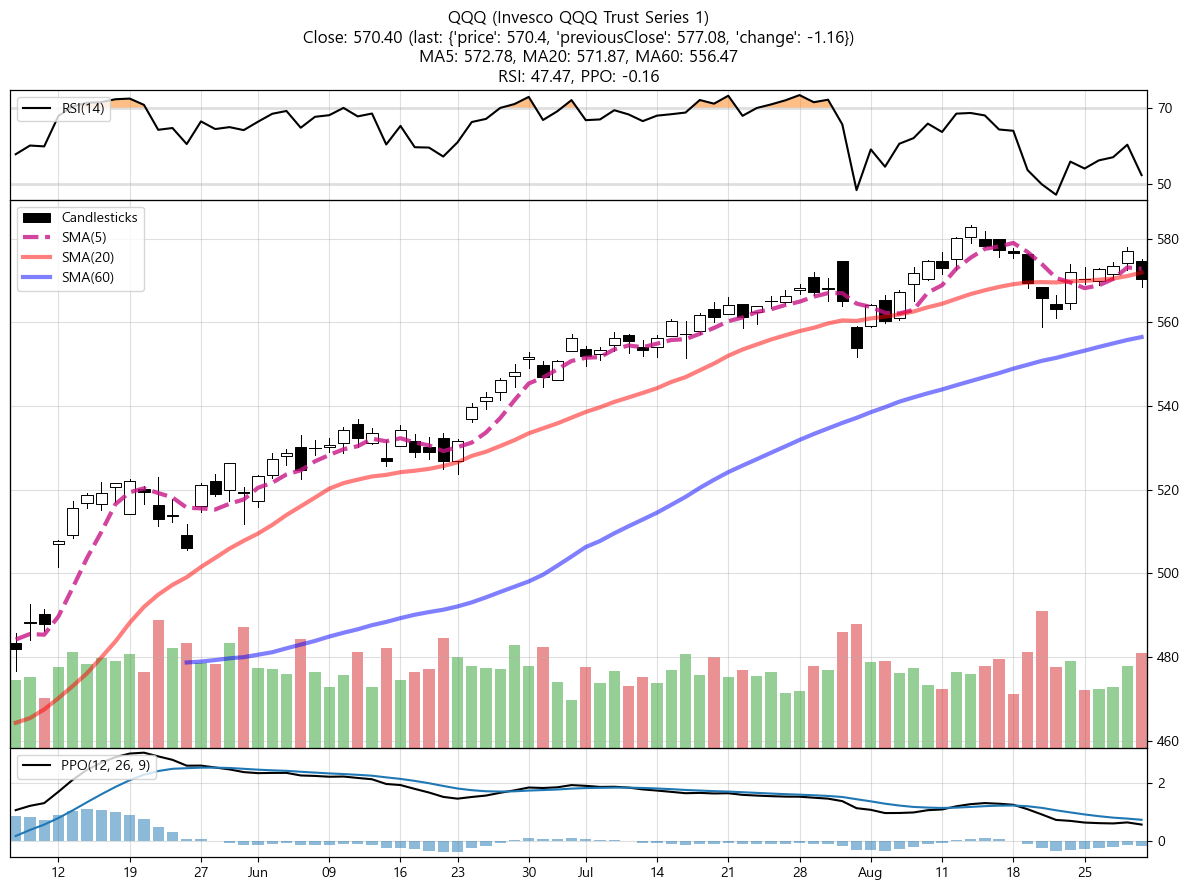 QQQ (Invesco QQQ Trust Series 1)
Close: 570.40 (last: {'price': 570.4, 'previousClose': 577.08, 'change': -1.16})
MA5: 572.78, MA20: 571.87, MA60: 556.47
RSI: 47.47, PPO: -0.16
RSI(14)
70
50
Candlesticks
SMA(5)
SMA(20)
SMA(60)
580
560
540
520
500
480
460
PPO(12, 26, 9)
2
0
12 19 27 Jun 09 16 23 30 Jul 14 21 28 Aug 11 18 25